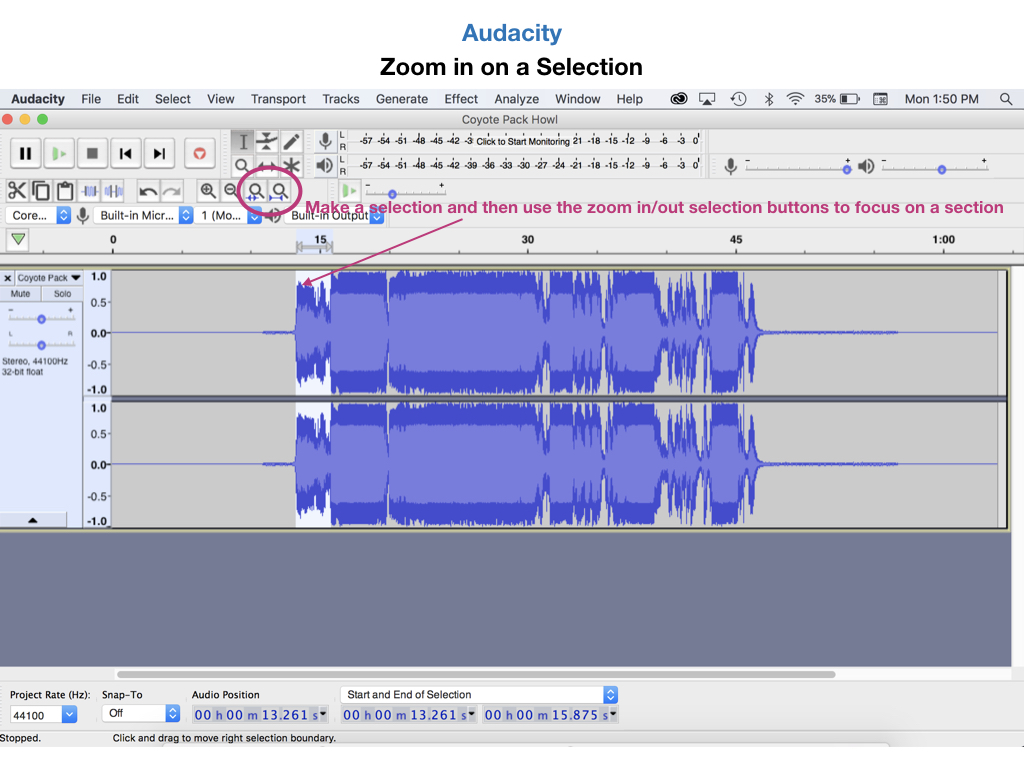 Audacity
Zoom in on a Selection
Audacity File Edit Select View Transport Tracks Generate Effect Analyze Window Help 35% Mon 1:50 PM
Coyote Pack Howl
L R -57 -54 -51 -48 -45 -42 -3 Click to Start Monitoring 21 -18 -15 -12 -9 -6 -3 0
L R -57 -54 -51 -48 -45 -42 -39 -36 -33 -30 -27 -24 -21 -18 -15 -12 -9 -6 -3 0
- + - +
- +
Make a selection and then use the zoom in/out selection buttons to focus on a section
Core... Built-in Micr... 1 (Mo... Built-in Output
0 15 30 45 1:00
x Coyote Pack 1.0
Mute Solo 0.5-
- +
L R 0.0-
Stereo, 44100Hz -0.5-
32-bit float
-1.0
1.0
0.5-
0.0-
-0.5-
-1.0
Project Rate (Hz): Snap-To Audio Position Start and End of Selection
44100 Off 00 h 00 m 13.261 s 00 h 00 m 13.261 s 00 h 00 m 15.875 s
Stopped. Click and drag to move right selection boundary.